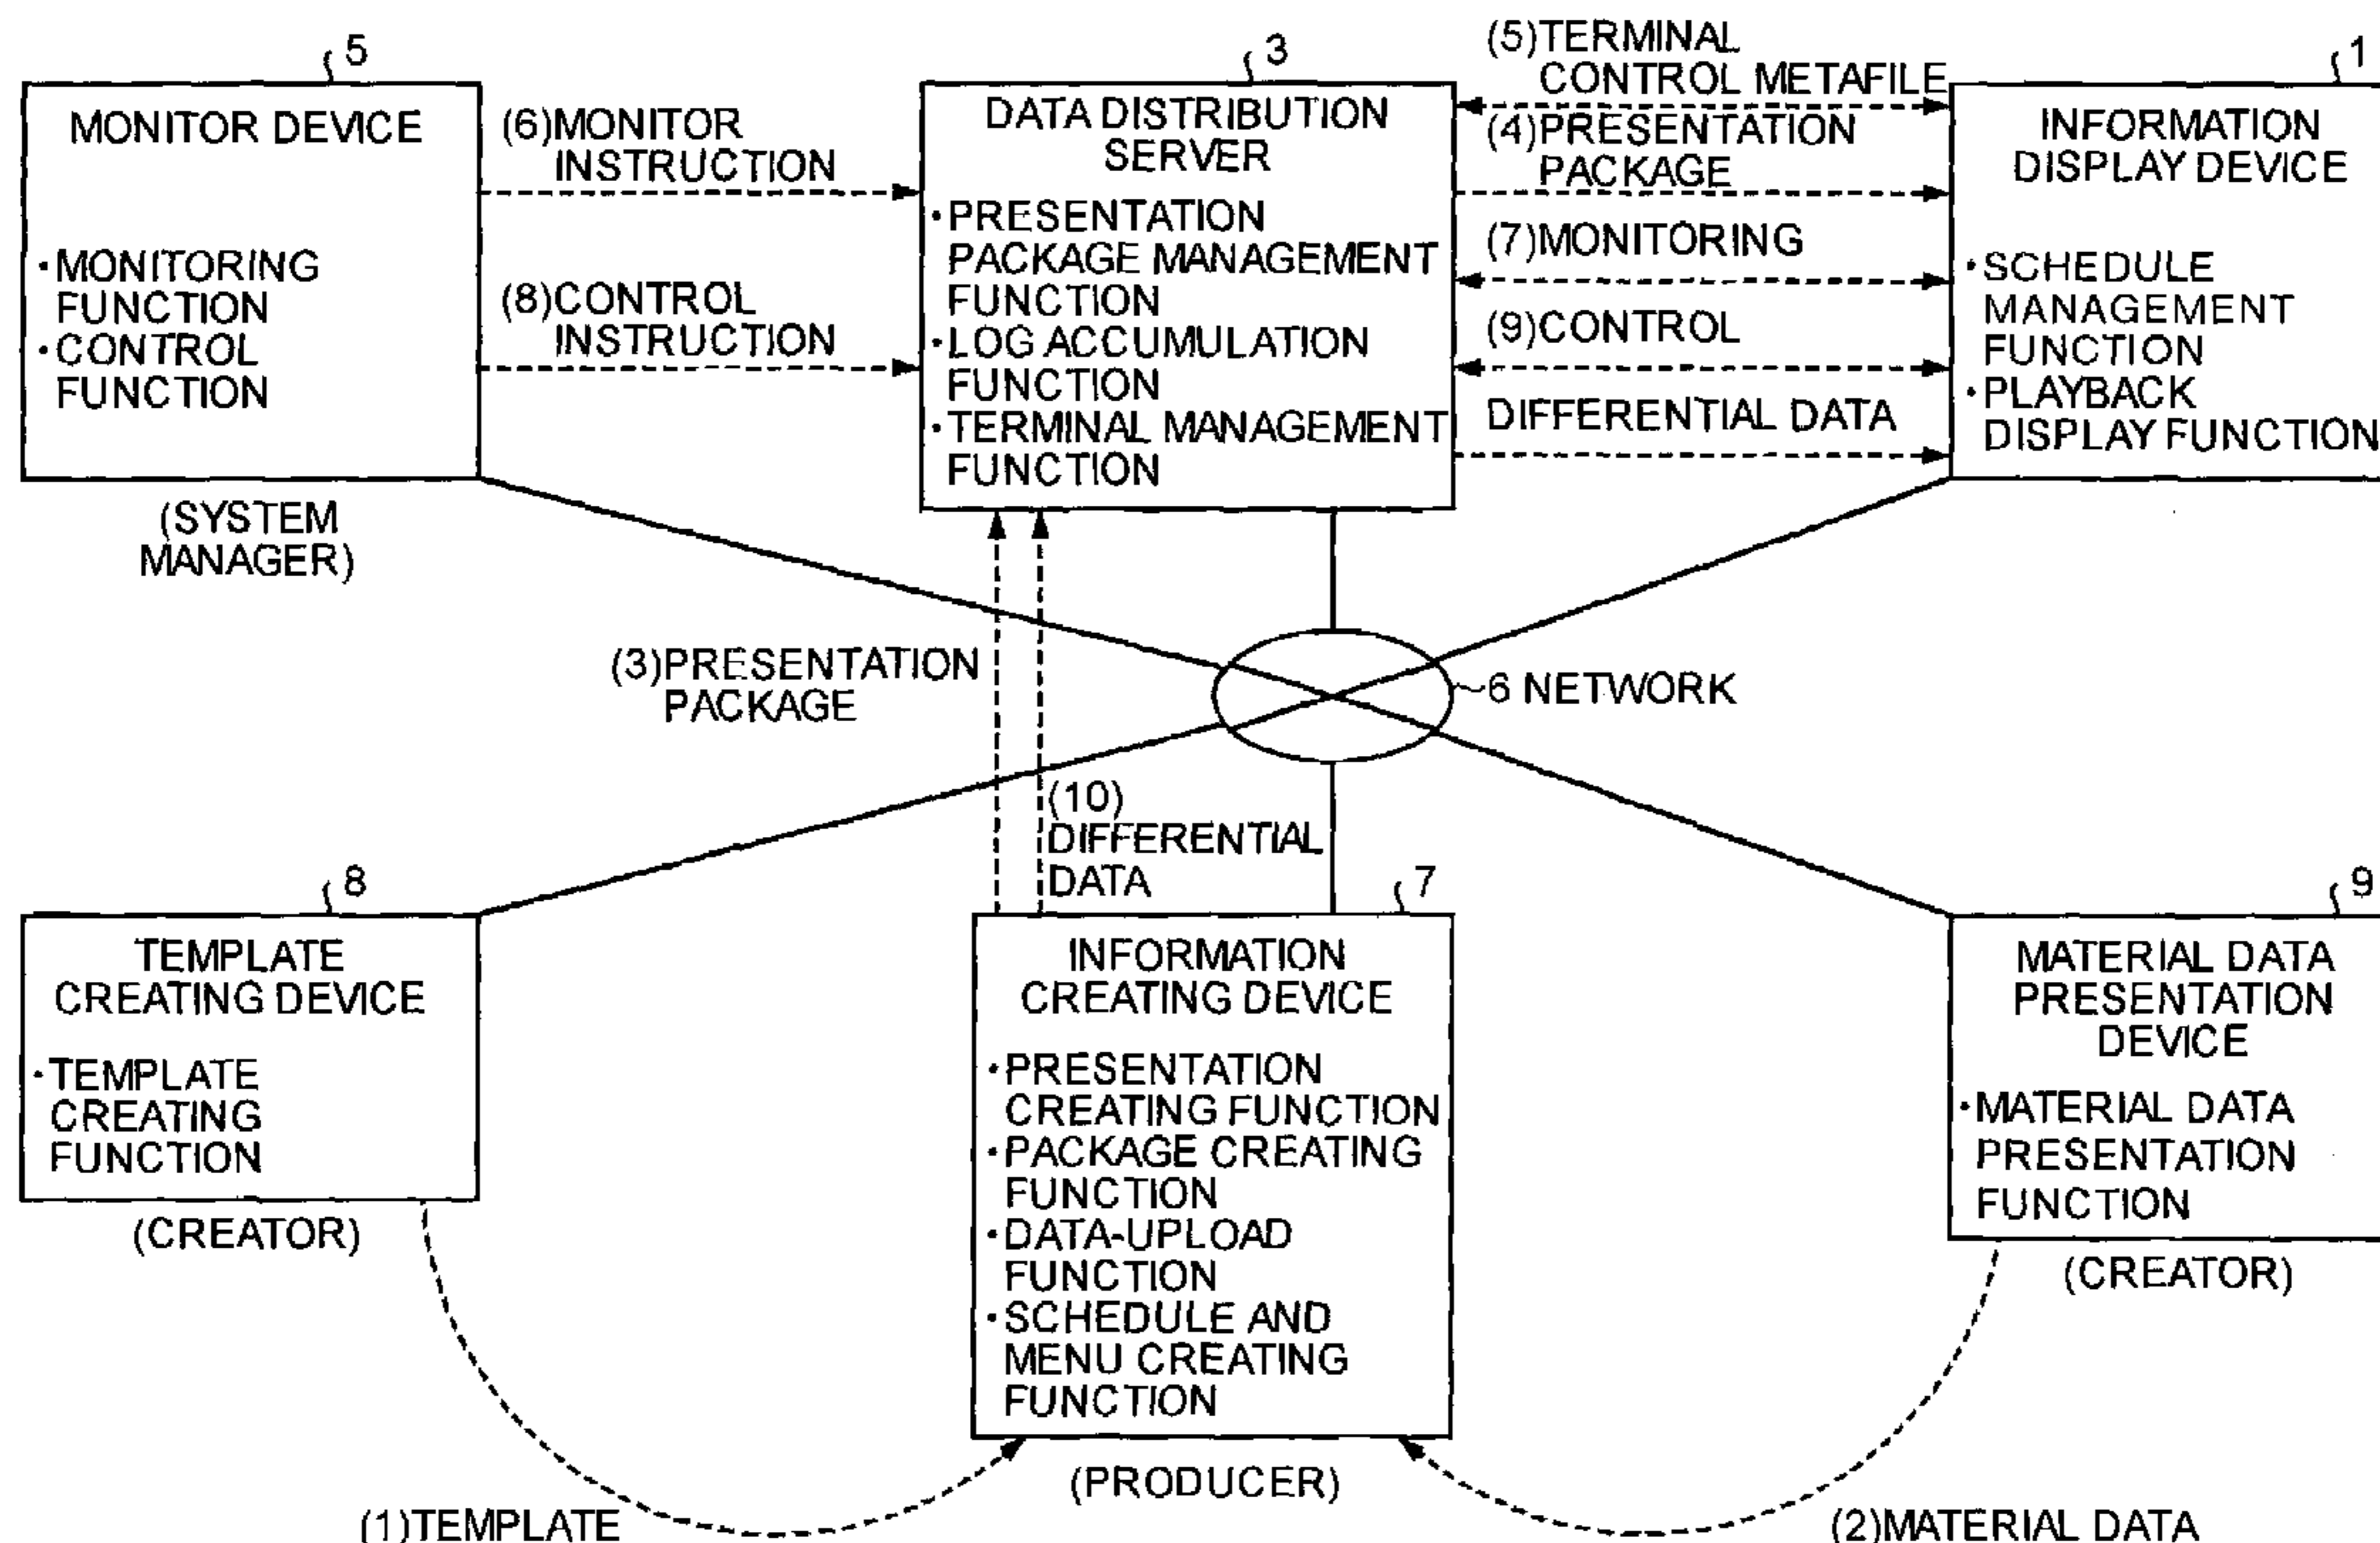 5
MONITOR DEVICE
·MONITORING
FUNCTION
·CONTROL
FUNCTION
(SYSTEM
MANAGER)
(6)MONITOR
INSTRUCTION
(8)CONTROL
INSTRUCTION
3
DATA DISTRIBUTION
SERVER
·PRESENTATION
PACKAGE MANAGEMENT
FUNCTION
·LOG ACCUMULATION
FUNCTION
·TERMINAL MANAGEMENT
FUNCTION
(5)TERMINAL
CONTROL METAFILE
(4)PRESENTATION
PACKAGE
(7)MONITORING
(9)CONTROL
DIFFERENTIAL DATA
1
INFORMATION
DISPLAY DEVICE
·SCHEDULE
MANAGEMENT
FUNCTION
·PLAYBACK
DISPLAY FUNCTION
(3)PRESENTATION
PACKAGE
6 NETWORK
(10)
DIFFERENTIAL
DATA
8
TEMPLATE
CREATING DEVICE
·TEMPLATE
CREATING
FUNCTION
(CREATOR)
7
INFORMATION
CREATING DEVICE
·PRESENTATION
CREATING FUNCTION
·PACKAGE CREATING
FUNCTION
·DATA-UPLOAD
FUNCTION
·SCHEDULE AND
MENU CREATING
FUNCTION
(PRODUCER)
9
MATERIAL DATA
PRESENTATION
DEVICE
·MATERIAL DATA
PRESENTATION
FUNCTION
(CREATOR)
(1)TEMPLATE
(2)MATERIAL DATA